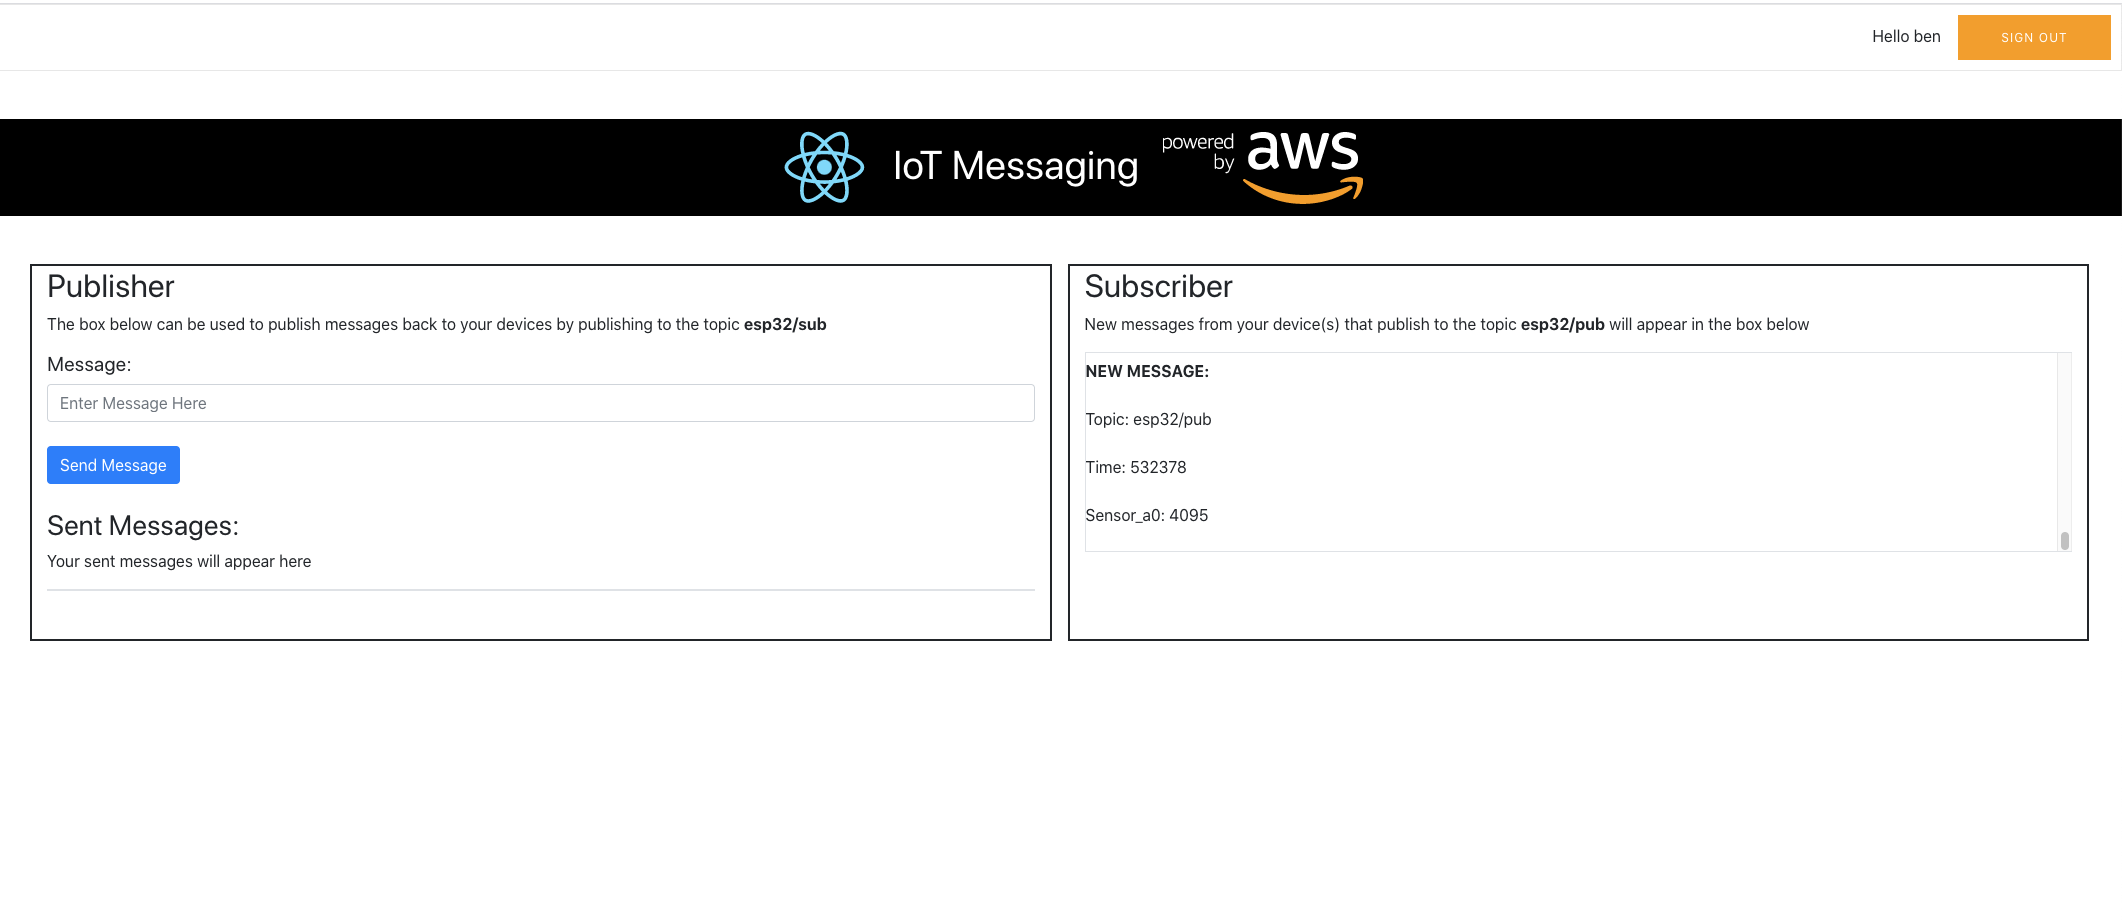 Hello ben
SIGN OUT
IoT Messaging
powered
by
aws
Publisher
The box below can be used to publish messages back to your devices by publishing to the topic esp32/sub
Message:
Enter Message Here
Send Message
Sent Messages:
Your sent messages will appear here
Subscriber
New messages from your device(s) that publish to the topic esp32/pub will appear in the box below
NEW MESSAGE:
Topic: esp32/pub
Time: 532378
Sensor_a0: 4095